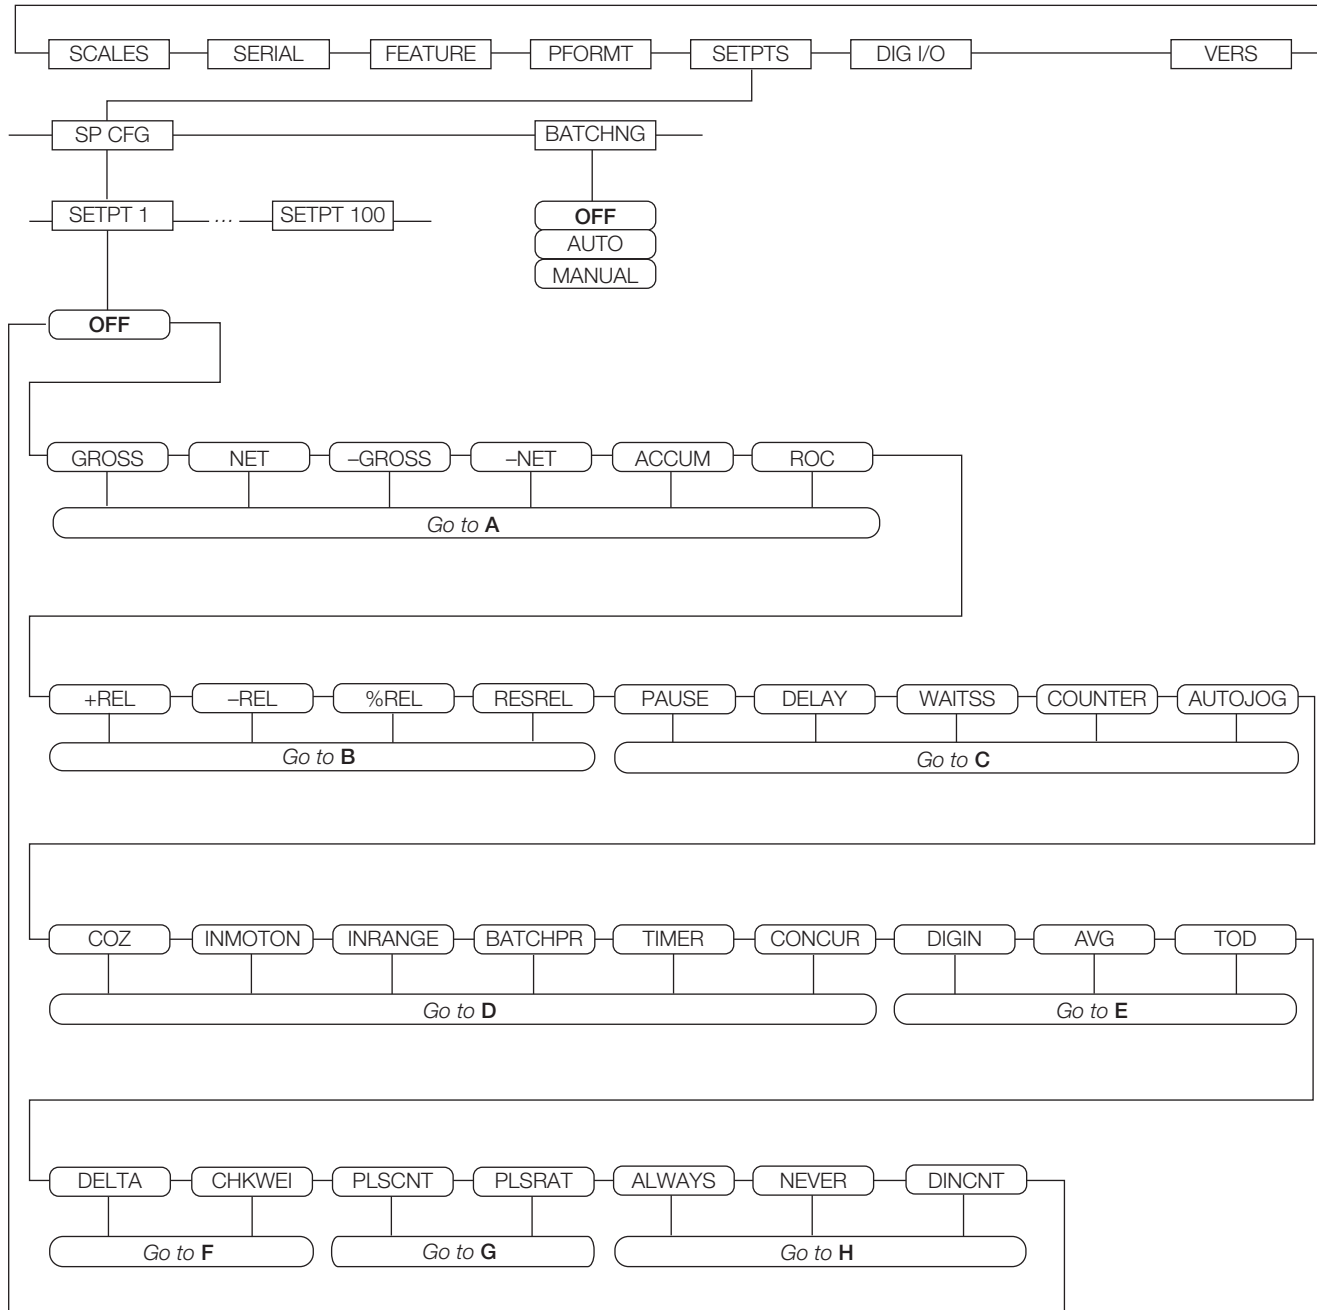 SCALES SERIAL FEATURE PFORMT SETPTS DIG I/O VERS
SP CFG BATCHNG
SETPT 1 ... SETPT 100 OFF
AUTO
MANUAL
OFF
GROSS NET –GROSS –NET ACCUM ROC
Go to A
+REL –REL %REL RESREL PAUSE DELAY WAITSS COUNTER AUTOJOG
Go to B Go to C
COZ INMOTON INRANGE BATCHPR TIMER CONCUR DIGIN AVG TOD
Go to D Go to E
DELTA CHKWEI PLSCNT PLSRAT ALWAYS NEVER DINCNT
Go to F Go to G Go to H